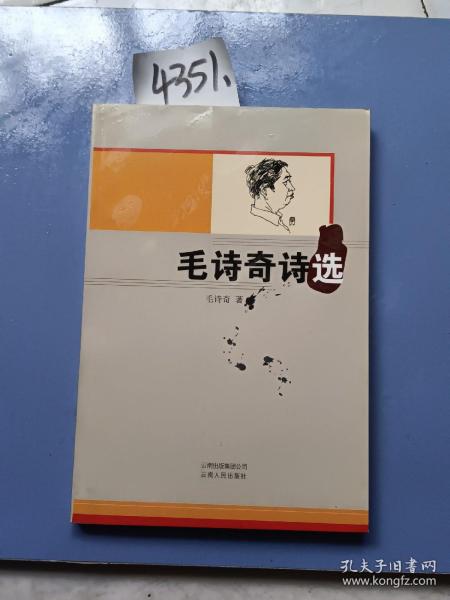 4351、
毛诗奇诗选
毛诗奇 著
云南出版集团公司
云南人民出版社
孔夫子旧书网
www.kongfz.com